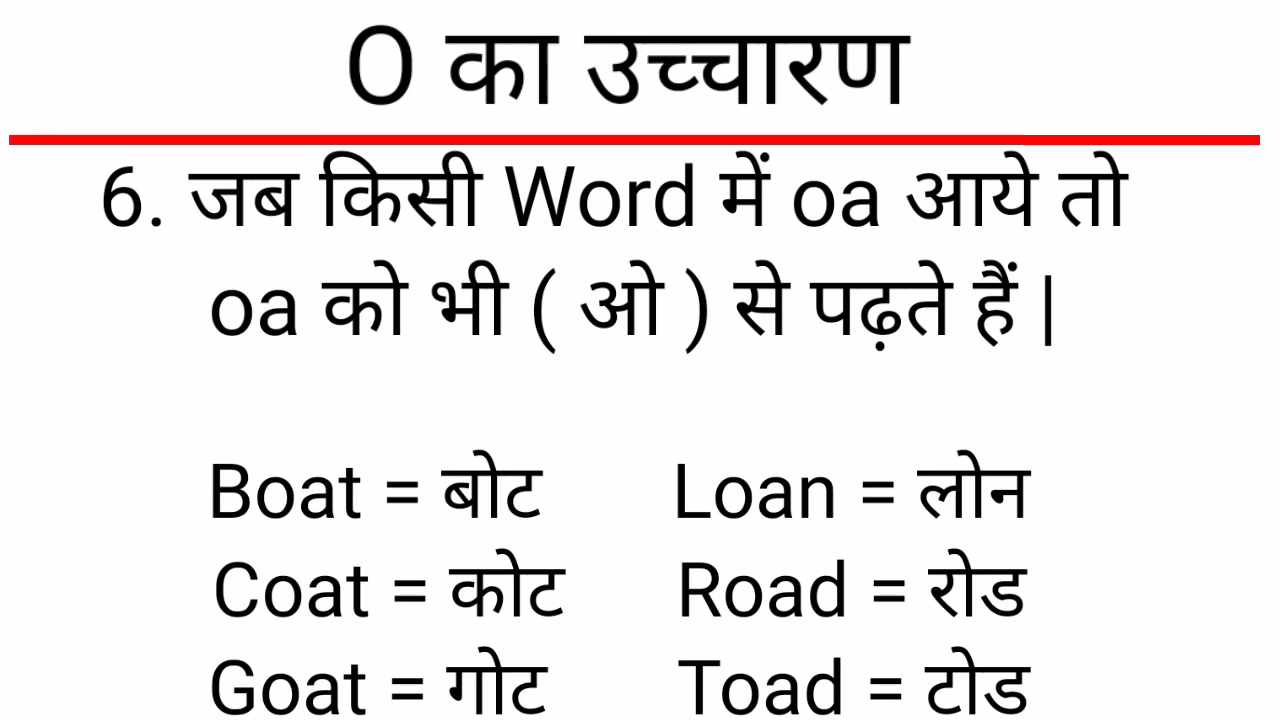 O का उच्चारण
6. जब किसी Word में oa आये तो
oa को भी ( ओ ) से पढ़ते हैं |
Boat = बोट Loan = लोन
Coat = कोट Road = रोड
Goat = गोट Toad = टोड